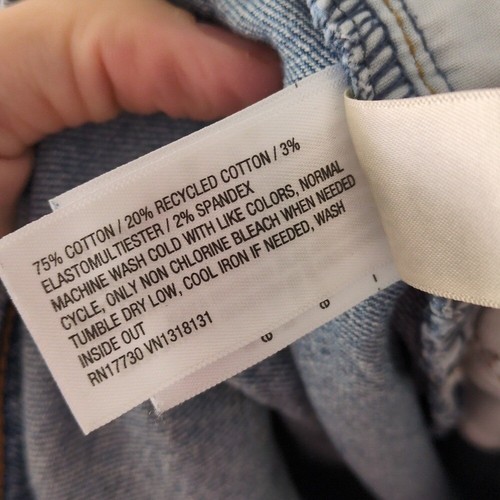 75% COTTON / 20% RECYCLED COTTON / 3%
ELASTOMULTIESTER / 2% SPANDEX
MACHINE WASH COLD WITH LIKE COLORS, NORMAL
CYCLE, ONLY NON CHLORINE BLEACH WHEN NEEDED
TUMBLE DRY LOW, COOL IRON IF NEEDED, WASH
INSIDE OUT
RN17730 VN1318131